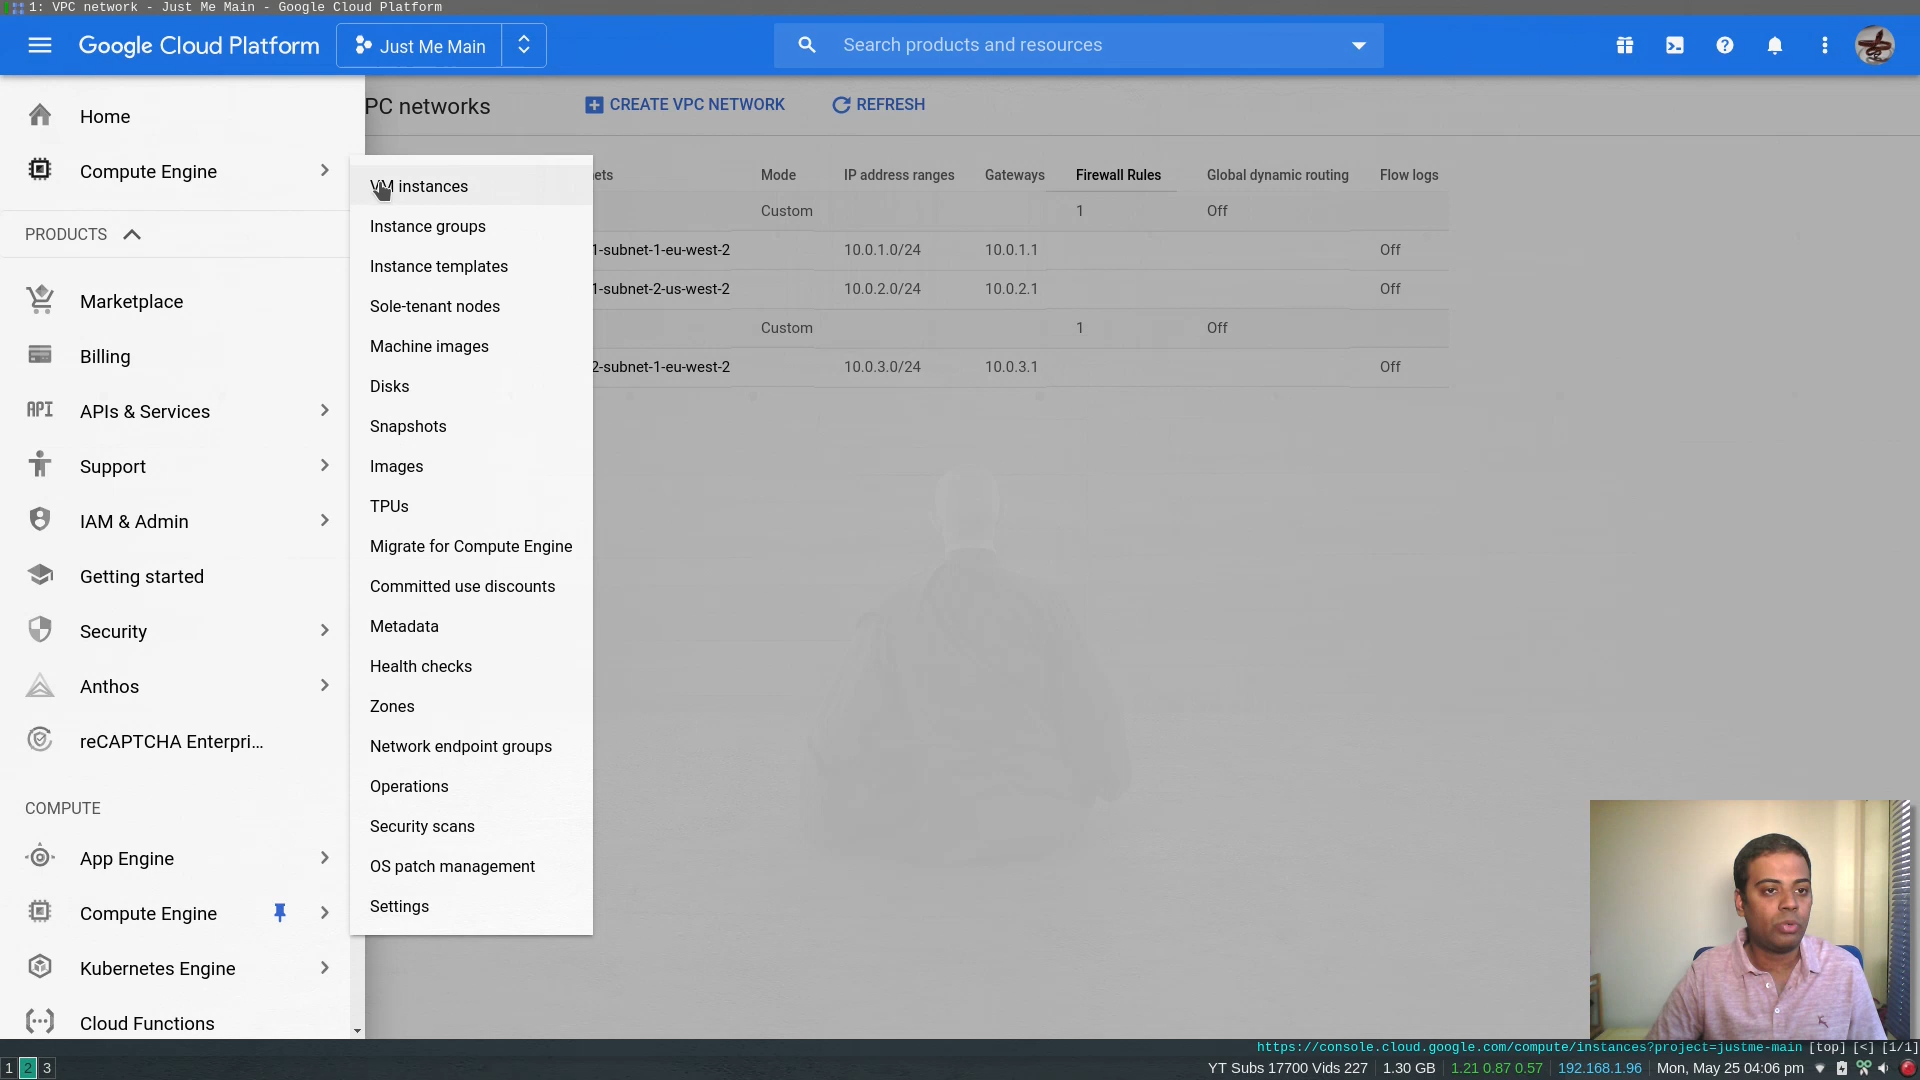 1: VPC network - Just Me Main - Google Cloud Platform
Google Cloud Platform
Just Me Main
Search products and resources
Home
Compute Engine
PRODUCTS
Marketplace
Billing
API
APIs & Services
Support
IAM & Admin
Getting started
Security
Anthos
reCAPTCHA Enterpri...
COMPUTE
App Engine
Compute Engine
Kubernetes Engine
Cloud Functions
VM instances
Instance groups
Instance templates
Sole-tenant nodes
Machine images
Disks
Snapshots
Images
TPUs
Migrate for Compute Engine
Committed use discounts
Metadata
Health checks
Zones
Network endpoint groups
Operations
Security scans
OS patch management
Settings
PC networks
CREATE VPC NETWORK
REFRESH
ets Mode IP address ranges Gateways Firewall Rules Global dynamic routing Flow logs
Custom 1 Off
1-subnet-1-eu-west-2 10.0.1.0/24 10.0.1.1 Off
1-subnet-2-us-west-2 10.0.2.0/24 10.0.2.1 Off
Custom 1 Off
2-subnet-1-eu-west-2 10.0.3.0/24 10.0.3.1 Off
https://console.cloud.google.com/compute/instances?project=justme-main [top] [<] [1/1]
1 2 3
YT Subs 17700 Vids 227 1.30 GB 1.21 0.87 0.57 192.168.1.96 Mon, May 25 04:06 pm